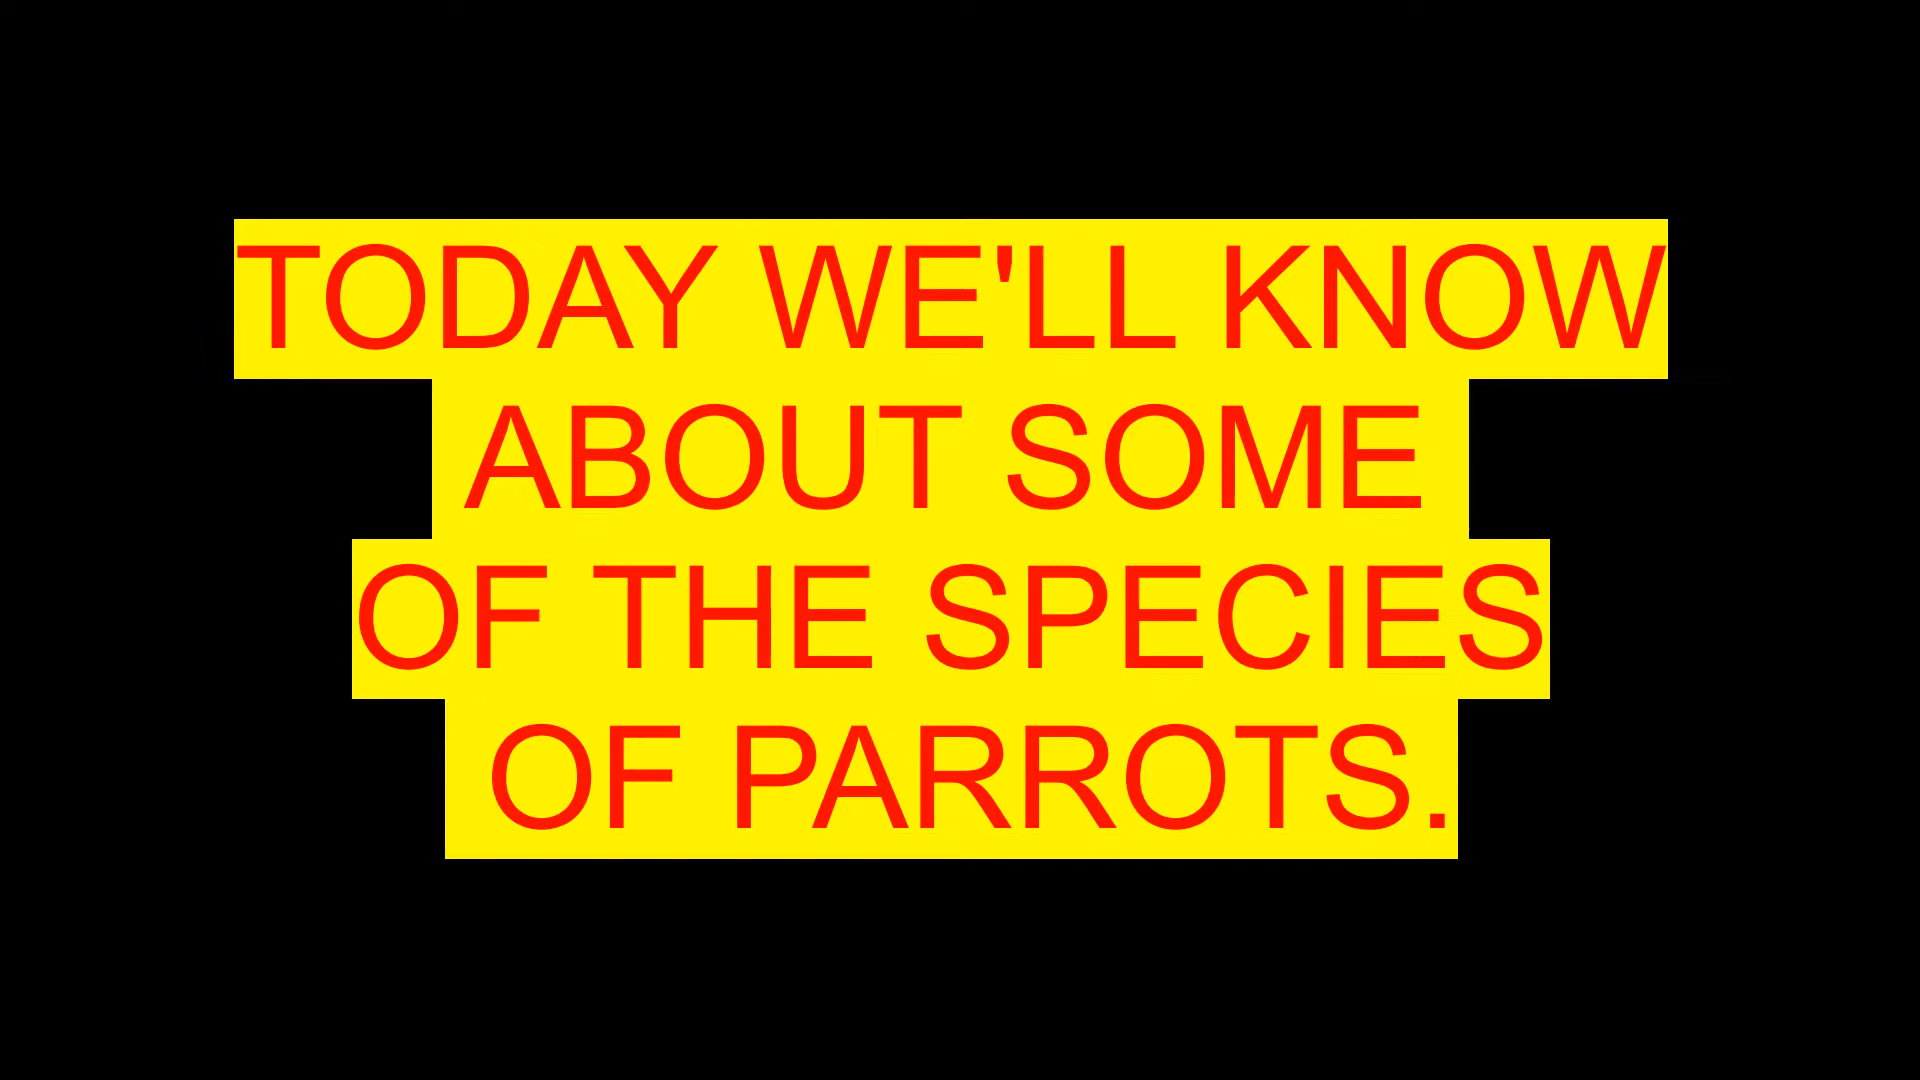 TODAY WE'LL KNOW
ABOUT SOME
OF THE SPECIES
OF PARROTS.